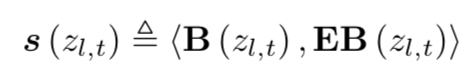 s (z_{l,t}) ≜ ⟨B (z_{l,t}) , EB (z_{l,t})⟩